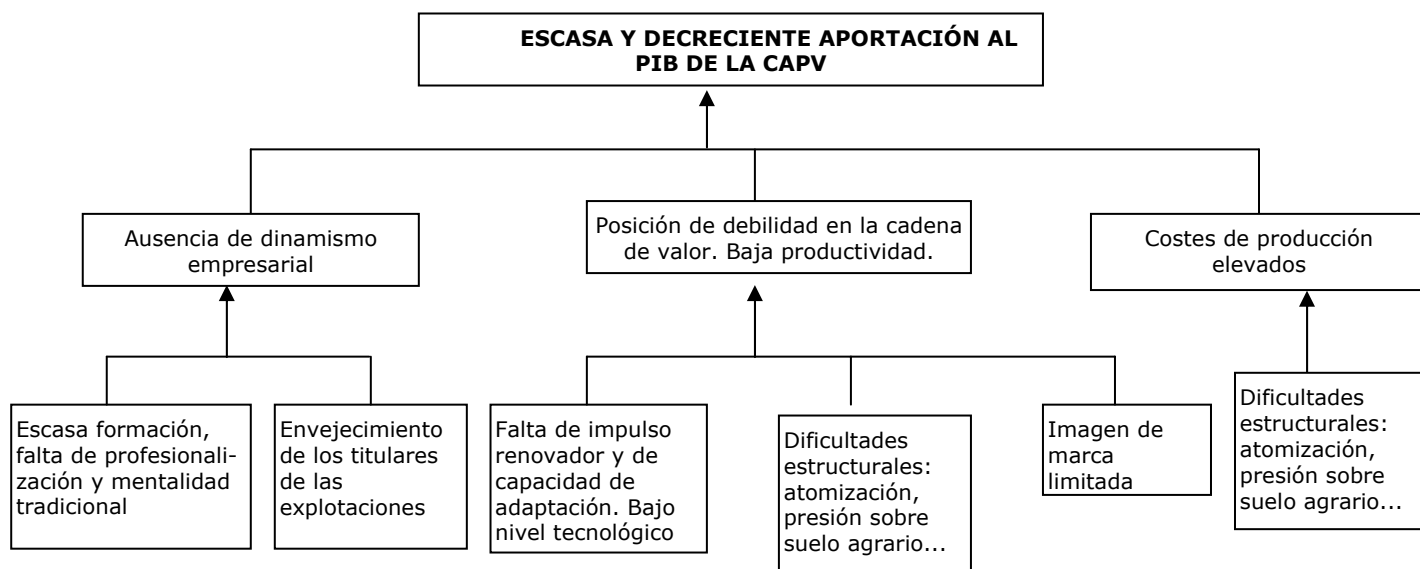 ESCASA Y DECRECIENTE APORTACIÓN AL
PIB DE LA CAPV
Ausencia de dinamismo
empresarial
Posición de debilidad en la cadena
de valor. Baja productividad.
Costes de producción
elevados
Escasa formación,
falta de profesionali-
zación y mentalidad
tradicional
Envejecimiento
de los titulares
de las
explotaciones
Falta de impulso
renovador y de
capacidad de
adaptación. Bajo
nivel tecnológico
Dificultades
estructurales:
atomización,
presión sobre
suelo agrario...
Imagen de
marca
limitada
Dificultades
estructurales:
atomización,
presión sobre
suelo agrario...